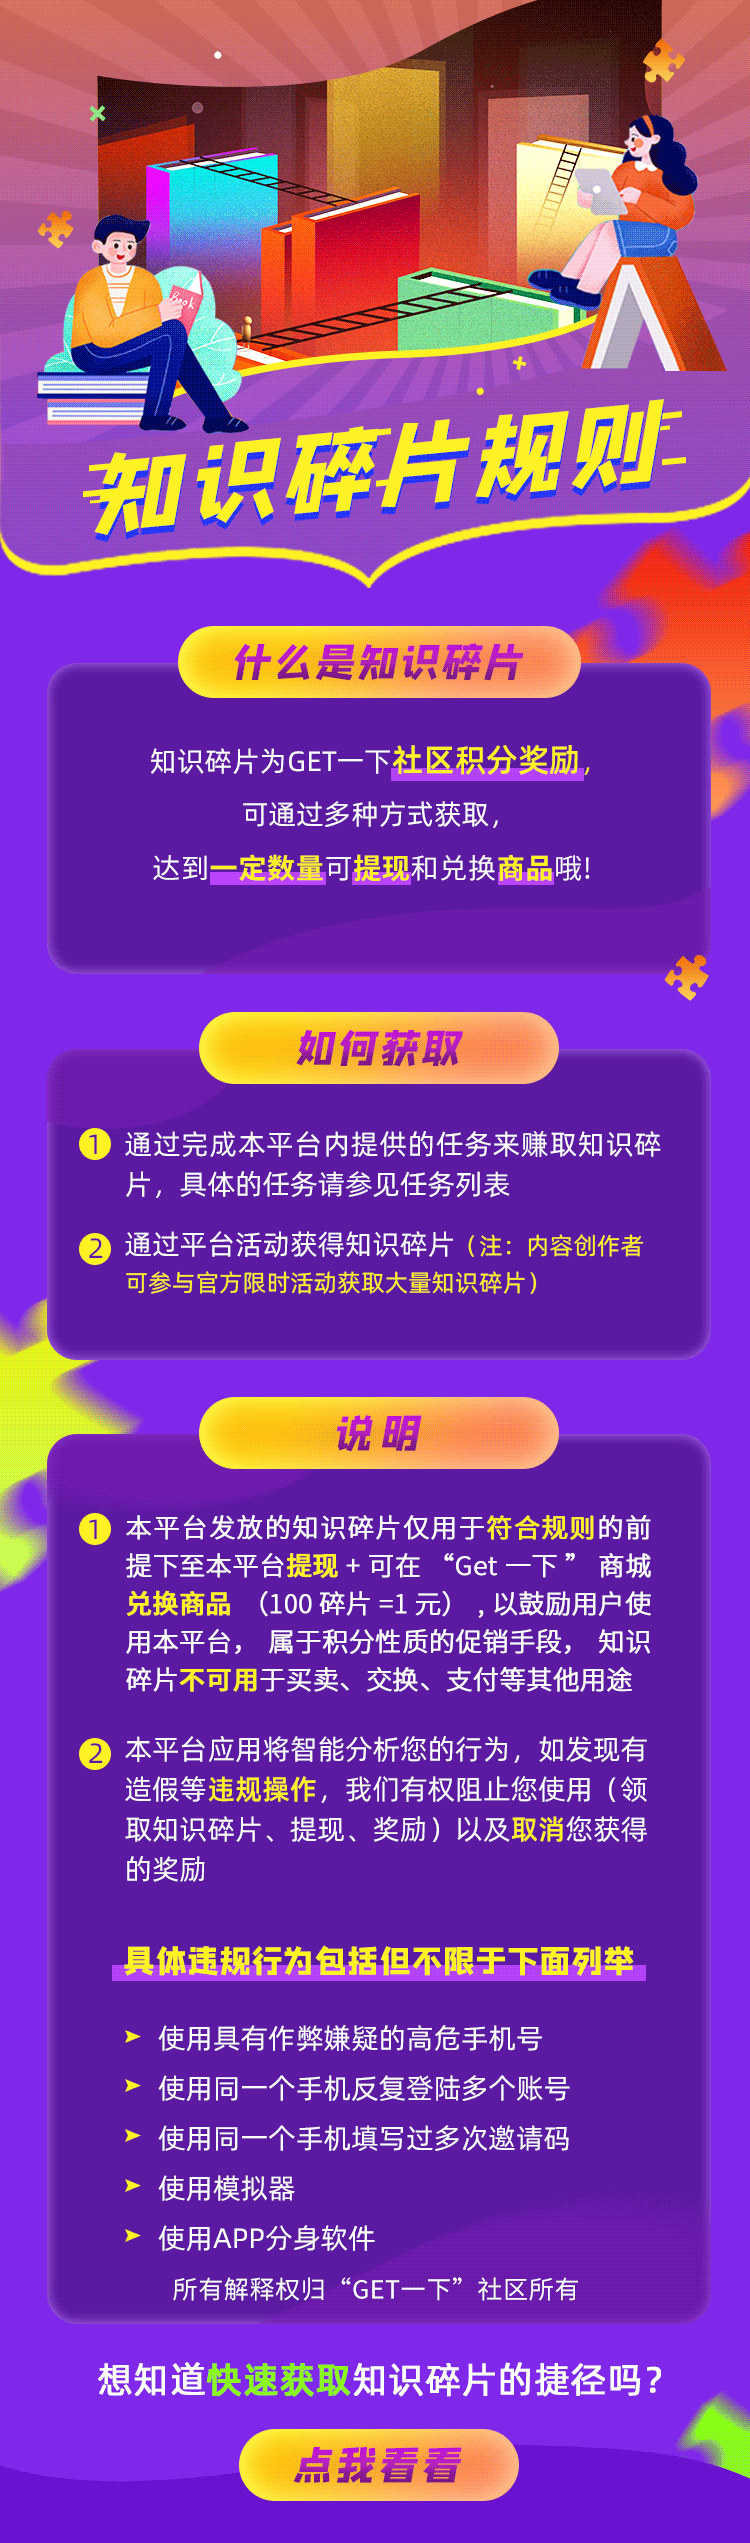 Book
知识碎片规则
什么是知识碎片
知识碎片为GET一下社区积分奖励,
可通过多种方式获取,
达到一定数量可提现和兑换商品哦!
如何获取
1 通过完成本平台内提供的任务来赚取知识碎
片，具体的任务请参见任务列表
2 通过平台活动获得知识碎片（注：内容创作者
可参与官方限时活动获取大量知识碎片）
说明
1 本平台发放的知识碎片仅用于符合规则的前
提下至本平台提现 + 可在 “Get 一下 ” 商城
兑换商品 （100 碎片 =1 元） , 以鼓励用户使
用本平台， 属于积分性质的促销手段， 知识
碎片不可用于买卖、交换、支付等其他用途
2 本平台应用将智能分析您的行为，如发现有
造假等违规操作，我们有权阻止您使用（领
取知识碎片、提现、奖励）以及取消您获得
的奖励
具体违规行为包括但不限于下面列举
➤ 使用具有作弊嫌疑的高危手机号
➤ 使用同一个手机反复登陆多个账号
➤ 使用同一个手机填写过多次邀请码
➤ 使用模拟器
➤ 使用APP分身软件
所有解释权归“GET一下”社区所有
想知道快速获取知识碎片的捷径吗?
点我看看